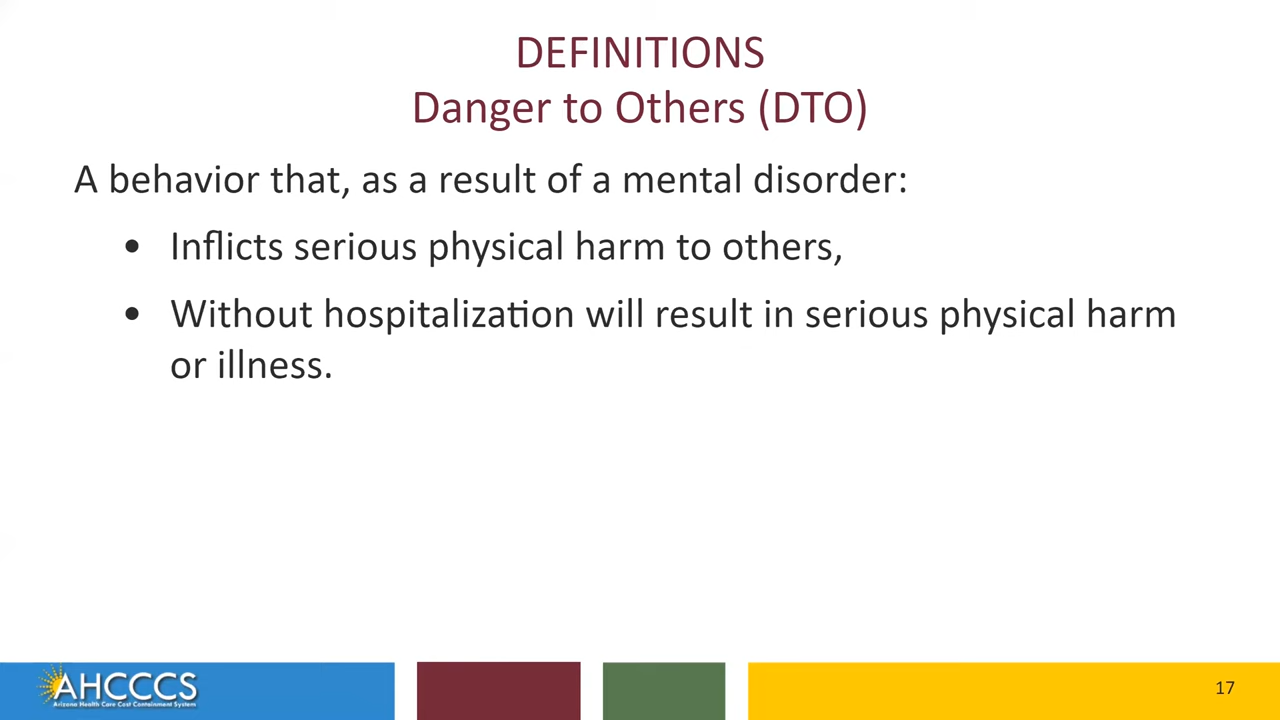 DEFINITIONS
Danger to Others (DTO)
A behavior that, as a result of a mental disorder:
• Inflicts serious physical harm to others,
• Without hospitalization will result in serious physical harm
or illness.
AHCCCS
Arizona Health Care Cost Containment System
17